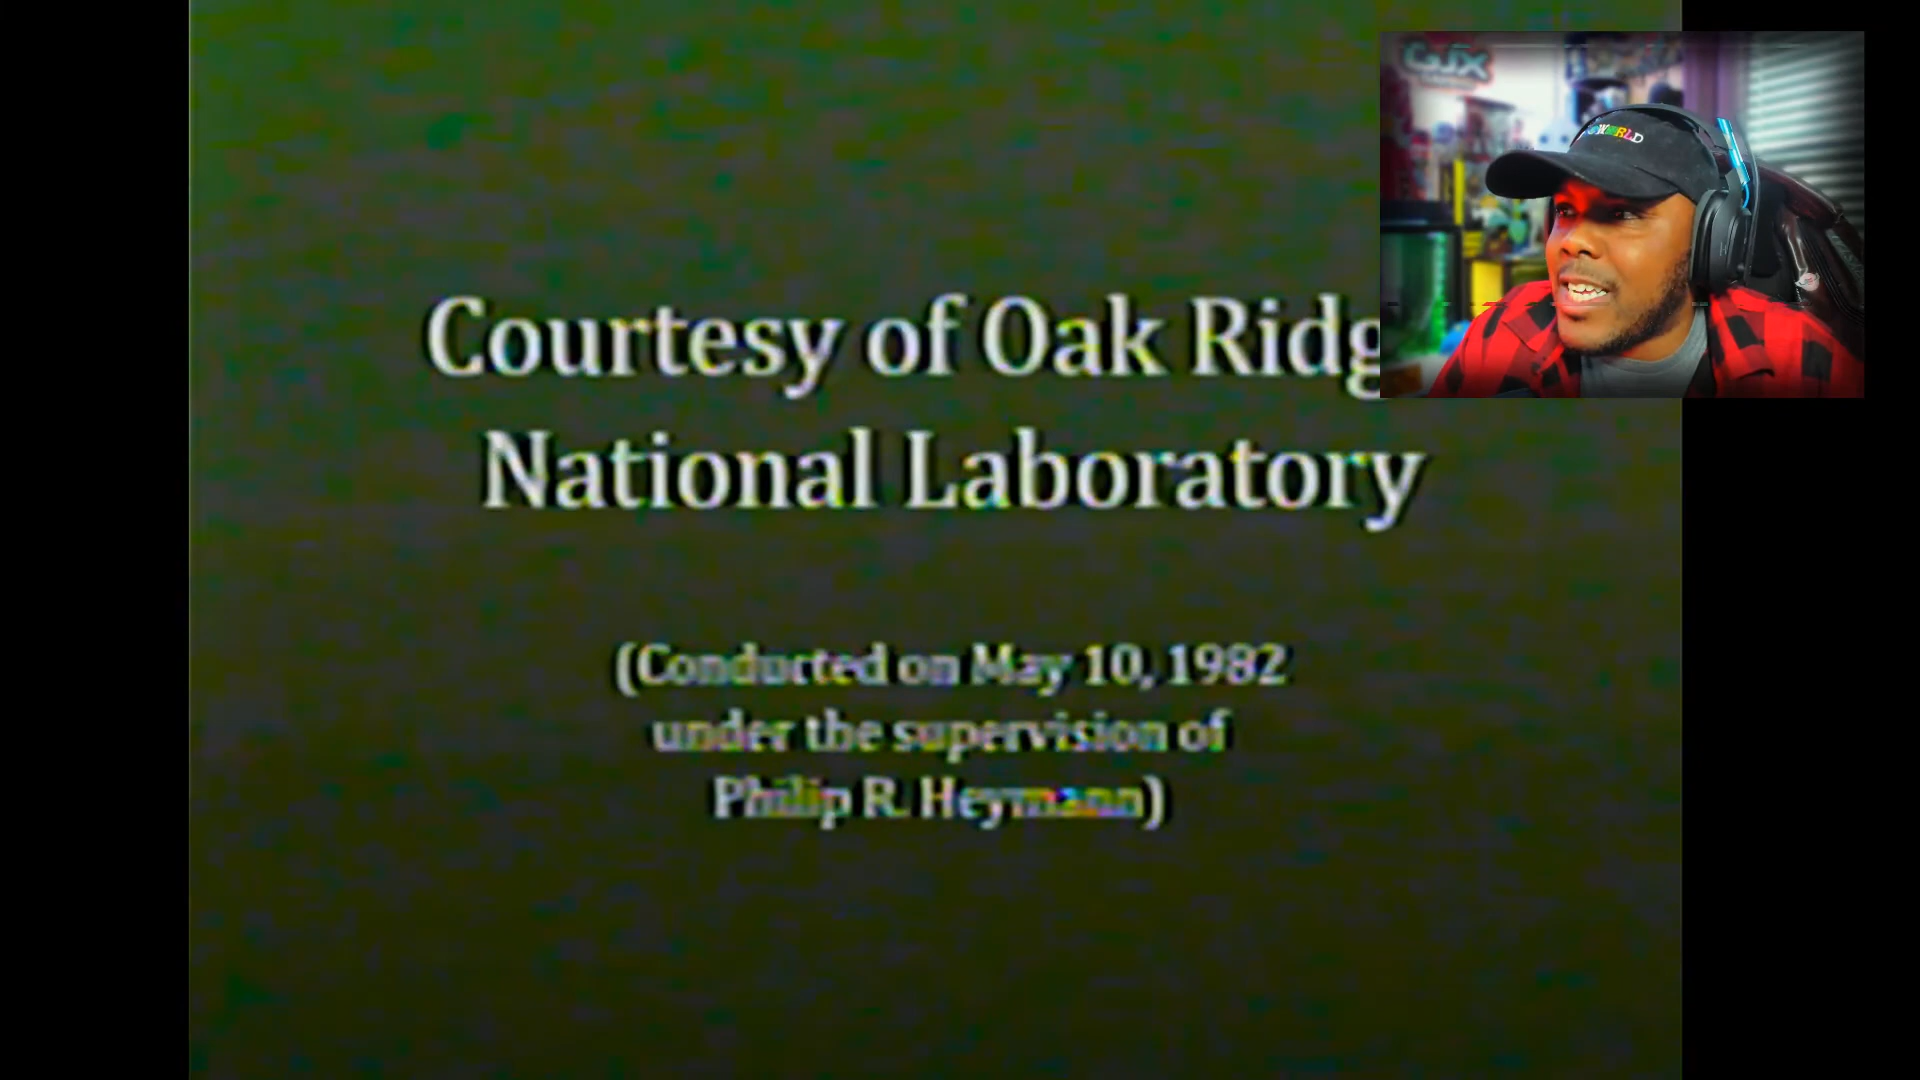 Courtesy of Oak Ridg
National Laboratory
(Conducted on May 10, 1982
under the supervision of
Philip R. Heymann)